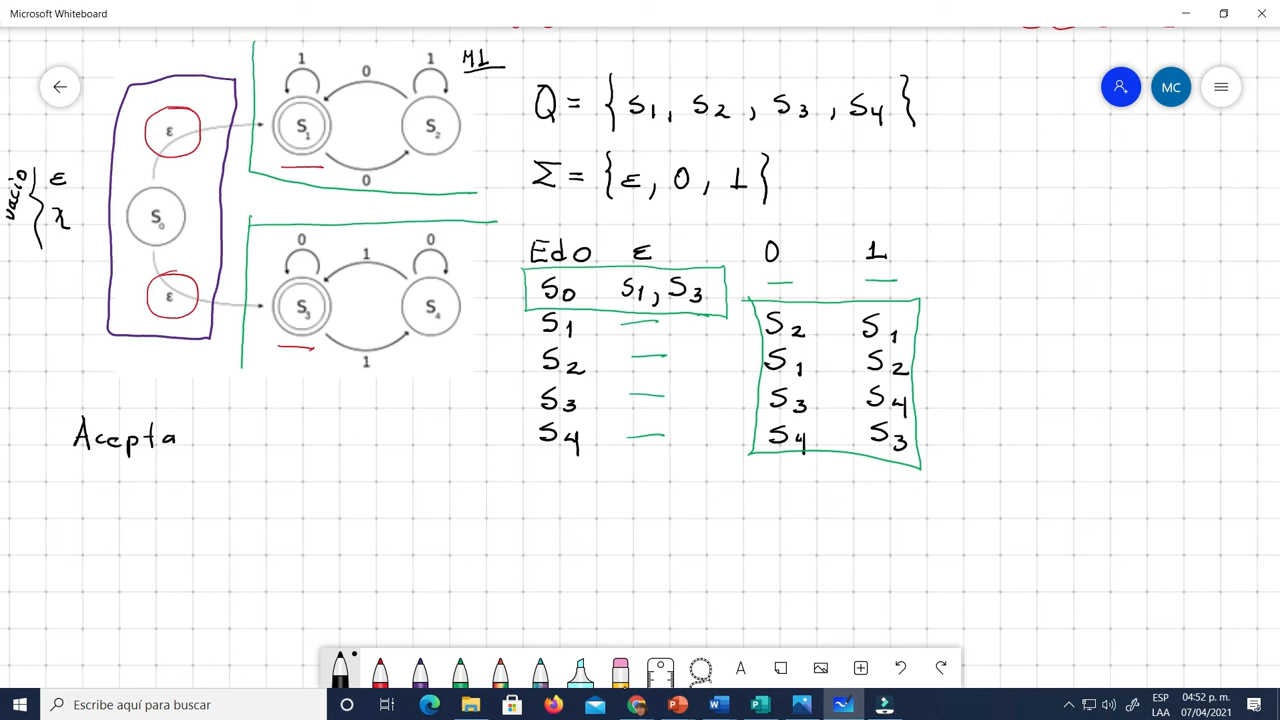 Microsoft Whiteboard
MC
M1
1
0
1
S1
S2
0
ε
S0
ε
vacío { ε
λ
0
1
0
S3
S4
1
Q = { S1, S2, S3, S4 }
Σ = { ε, 0, 1 }
Edo ε 0 1
S0 S1, S3 — —
S1 — S2 S1
S2 — S1 S2
S3 — S3 S4
S4 — S4 S3
Acepta
Escribe aquí para buscar
ESP
LAA
04:52 p. m.
07/04/2021